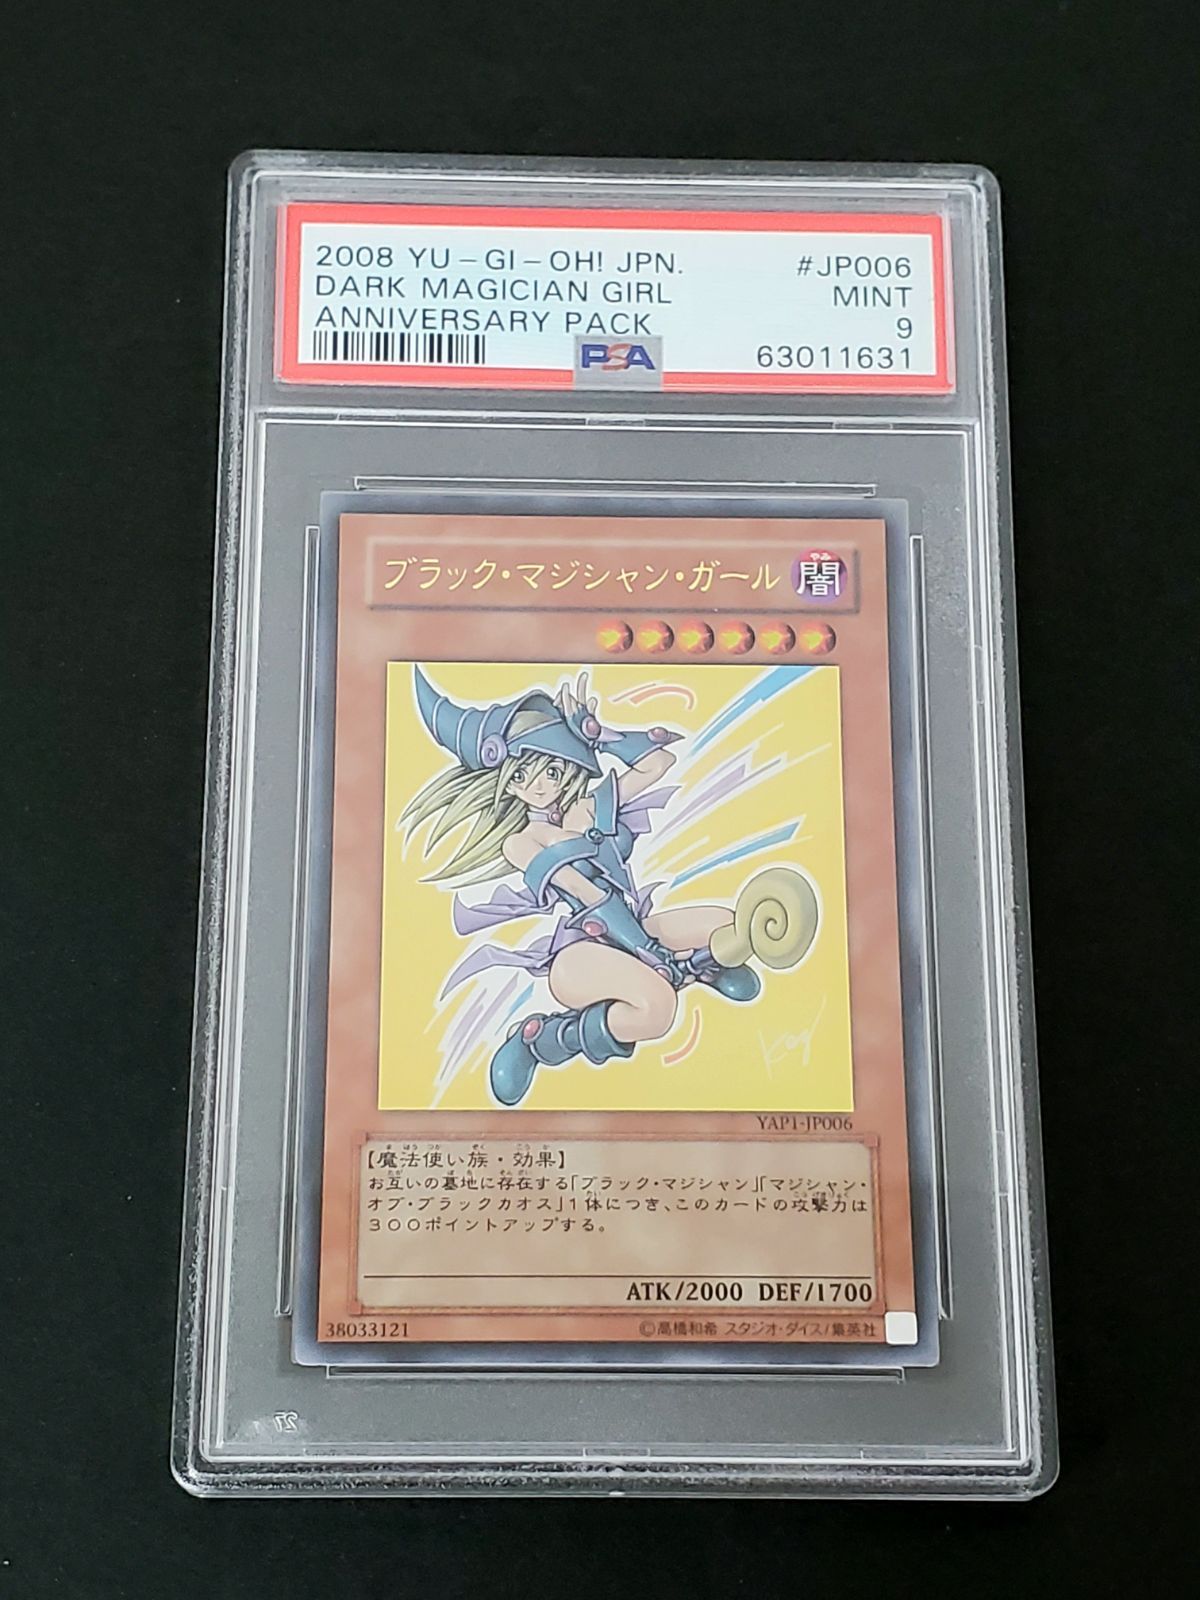 2008 YU-GI-OH! JPN. #JP006
DARK MAGICIAN GIRL MINT
ANNIVERSARY PACK 9
PSA 63011631
ブラック・マジシャン・ガール
やみ
闇
Kazuki
YAP1-JP006
【魔法使い族・効果】
お互いの墓地に存在する「ブラック・マジシャン」「マジシャン・
オブ・ブラックカオス」1体につき、このカードの攻撃力は
300ポイントアップする。
ATK/2000 DEF/1700
38033121 ©高橋和希 スタジオ・ダイス/集英社
27